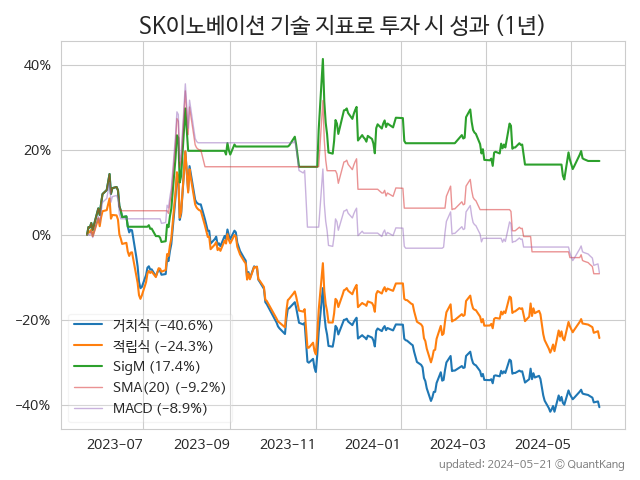 SK이노베이션 기술 지표로 투자 시 성과 (1년)
40%
20%
0%
−20%
−40%
거치식 (−40.6%)
적립식 (−24.3%)
SigM (17.4%)
SMA(20) (−9.2%)
MACD (−8.9%)
2023−07
2023−09
2023−11
2024−01
2024−03
2024−05
updated: 2024−05−21 © QuantKang